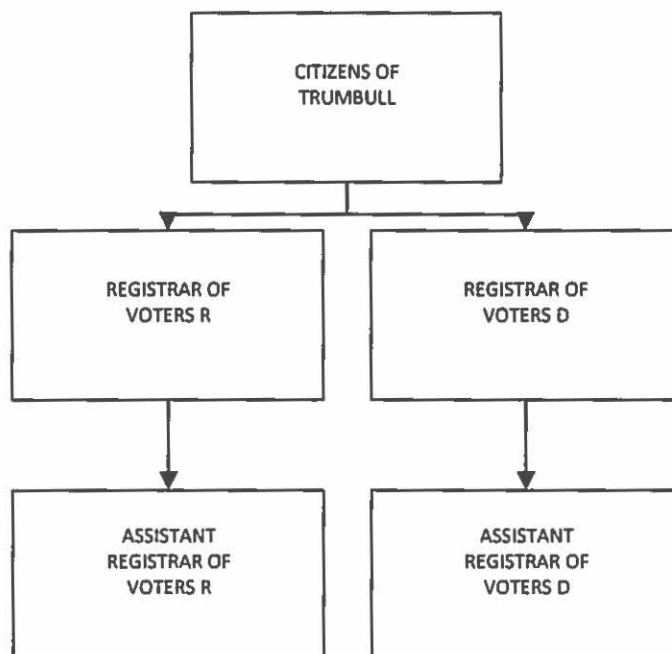 CITIZENS OF
TRUMBULL
REGISTRAR OF
VOTERS R
REGISTRAR OF
VOTERS D
ASSISTANT
REGISTRAR OF
VOTERS R
ASSISTANT
REGISTRAR OF
VOTERS D